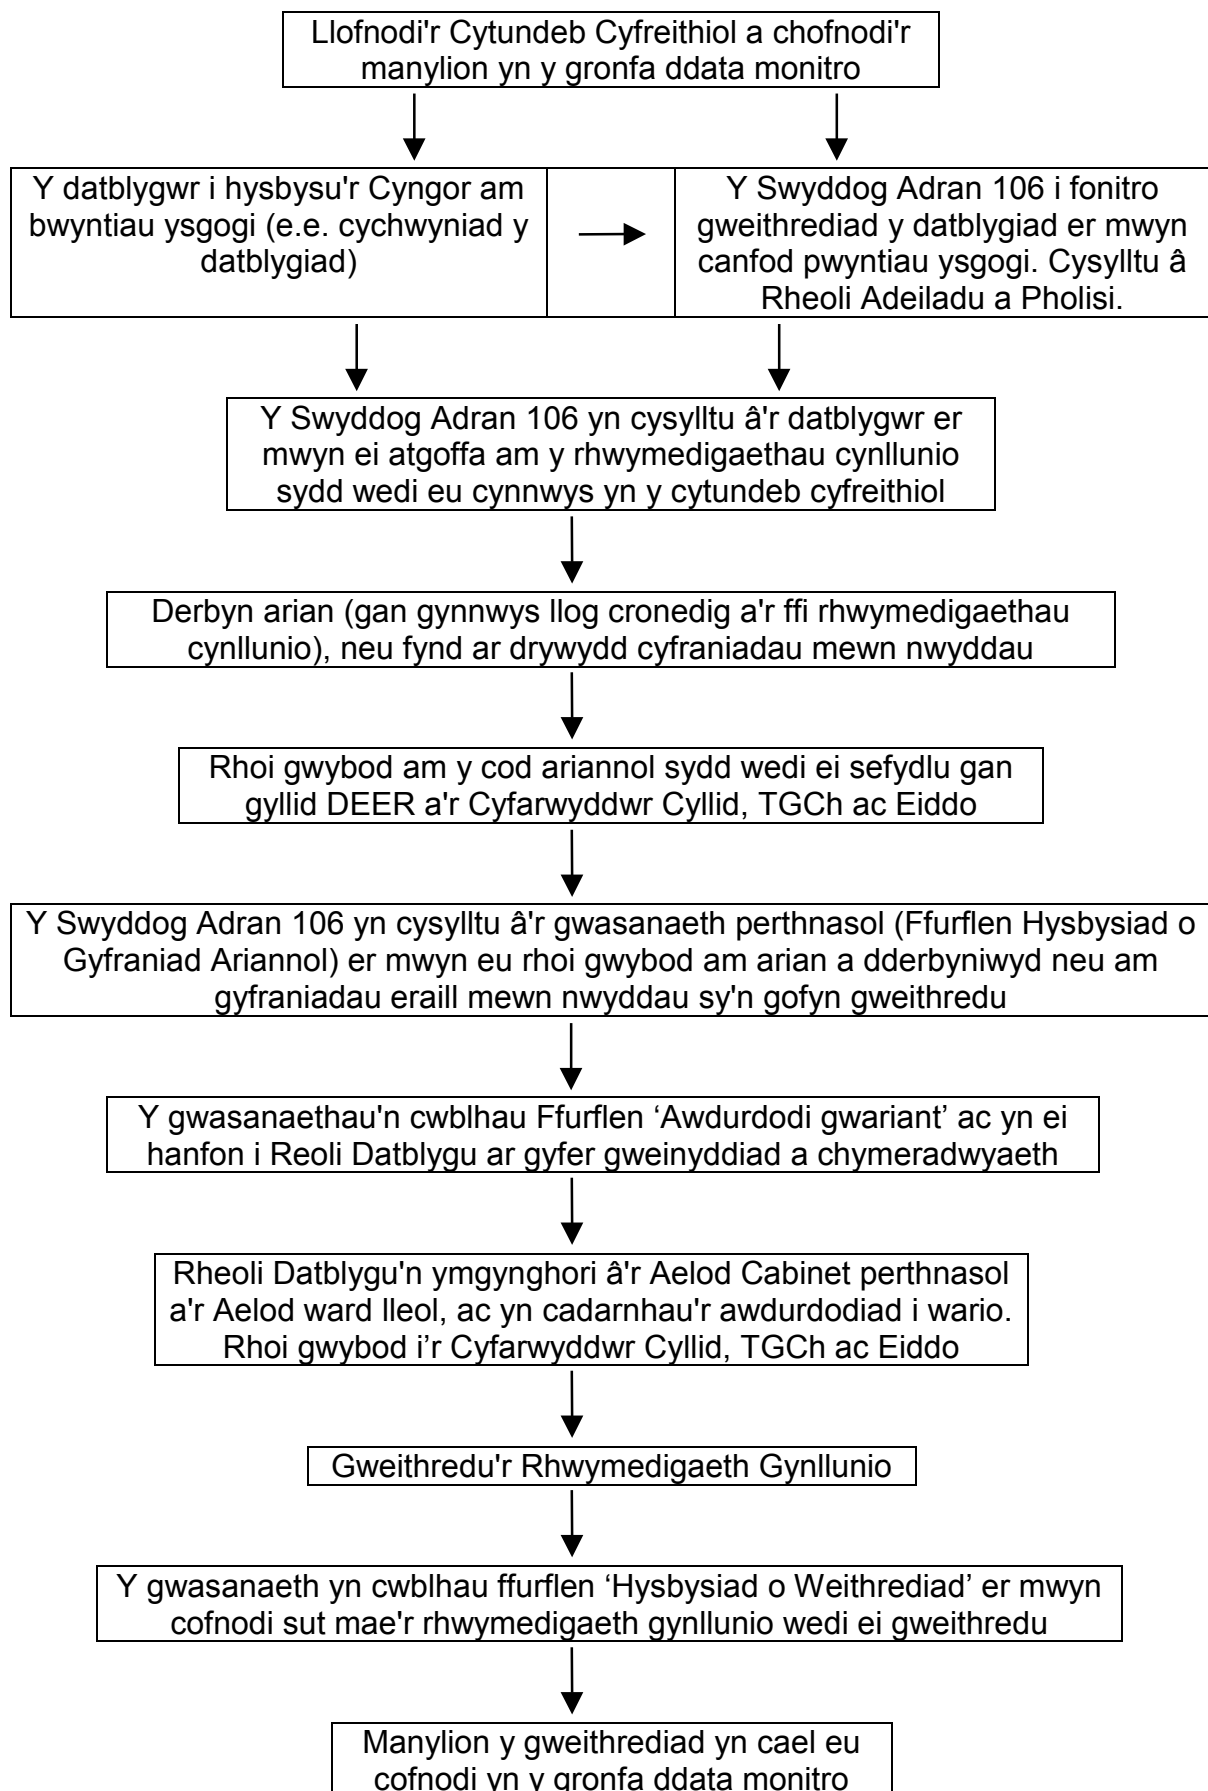 Llofnodi'r Cytundeb Cyfreithiol a chofnodi'r
manylion yn y gronfa ddata monitro
Y datblygwr i hysbysu'r Cyngor am
bwyntiau ysgogi (e.e. cychwyniad y
datblygiad)
Y Swyddog Adran 106 i fonitro
gweithrediad y datblygiad er mwyn
canfod pwyntiau ysgogi. Cysylltu â
Rheoli Adeiladu a Pholisi.
Y Swyddog Adran 106 yn cysylltu â'r datblygwr er
mwyn ei atgoffa am y rhwymedigaethau cynllunio
sydd wedi eu cynnwys yn y cytundeb cyfreithiol
Derbyn arian (gan gynnwys llog cronedig a'r ffi rhwymedigaethau
cynllunio), neu fynd ar drywydd cyfraniadau mewn nwyddau
Rhoi gwybod am y cod ariannol sydd wedi ei sefydlu gan
gyllid DEER a'r Cyfarwyddwr Cyllid, TGCh ac Eiddo
Y Swyddog Adran 106 yn cysylltu â'r gwasanaeth perthnasol (Ffurflen Hysbysiad o
Gyfraniad Ariannol) er mwyn eu rhoi gwybod am arian a dderbyniwyd neu am
gyfraniadau eraill mewn nwyddau sy'n gofyn gweithredu
Y gwasanaethau'n cwblhau Ffurflen ‘Awdurdodi gwariant’ ac yn ei
hanfon i Reoli Datblygu ar gyfer gweinyddiad a chymeradwyaeth
Rheoli Datblygu'n ymgynghori â'r Aelod Cabinet perthnasol
a'r Aelod ward lleol, ac yn cadarnhau'r awdurdodiad i wario.
Rhoi gwybod i’r Cyfarwyddwr Cyllid, TGCh ac Eiddo
Gweithredu'r Rhwymedigaeth Gynllunio
Y gwasanaeth yn cwblhau ffurflen ‘Hysbysiad o Weithrediad’ er mwyn
cofnodi sut mae'r rhwymedigaeth gynllunio wedi ei gweithredu
Manylion y gweithrediad yn cael eu
cofnodi yn y gronfa ddata monitro